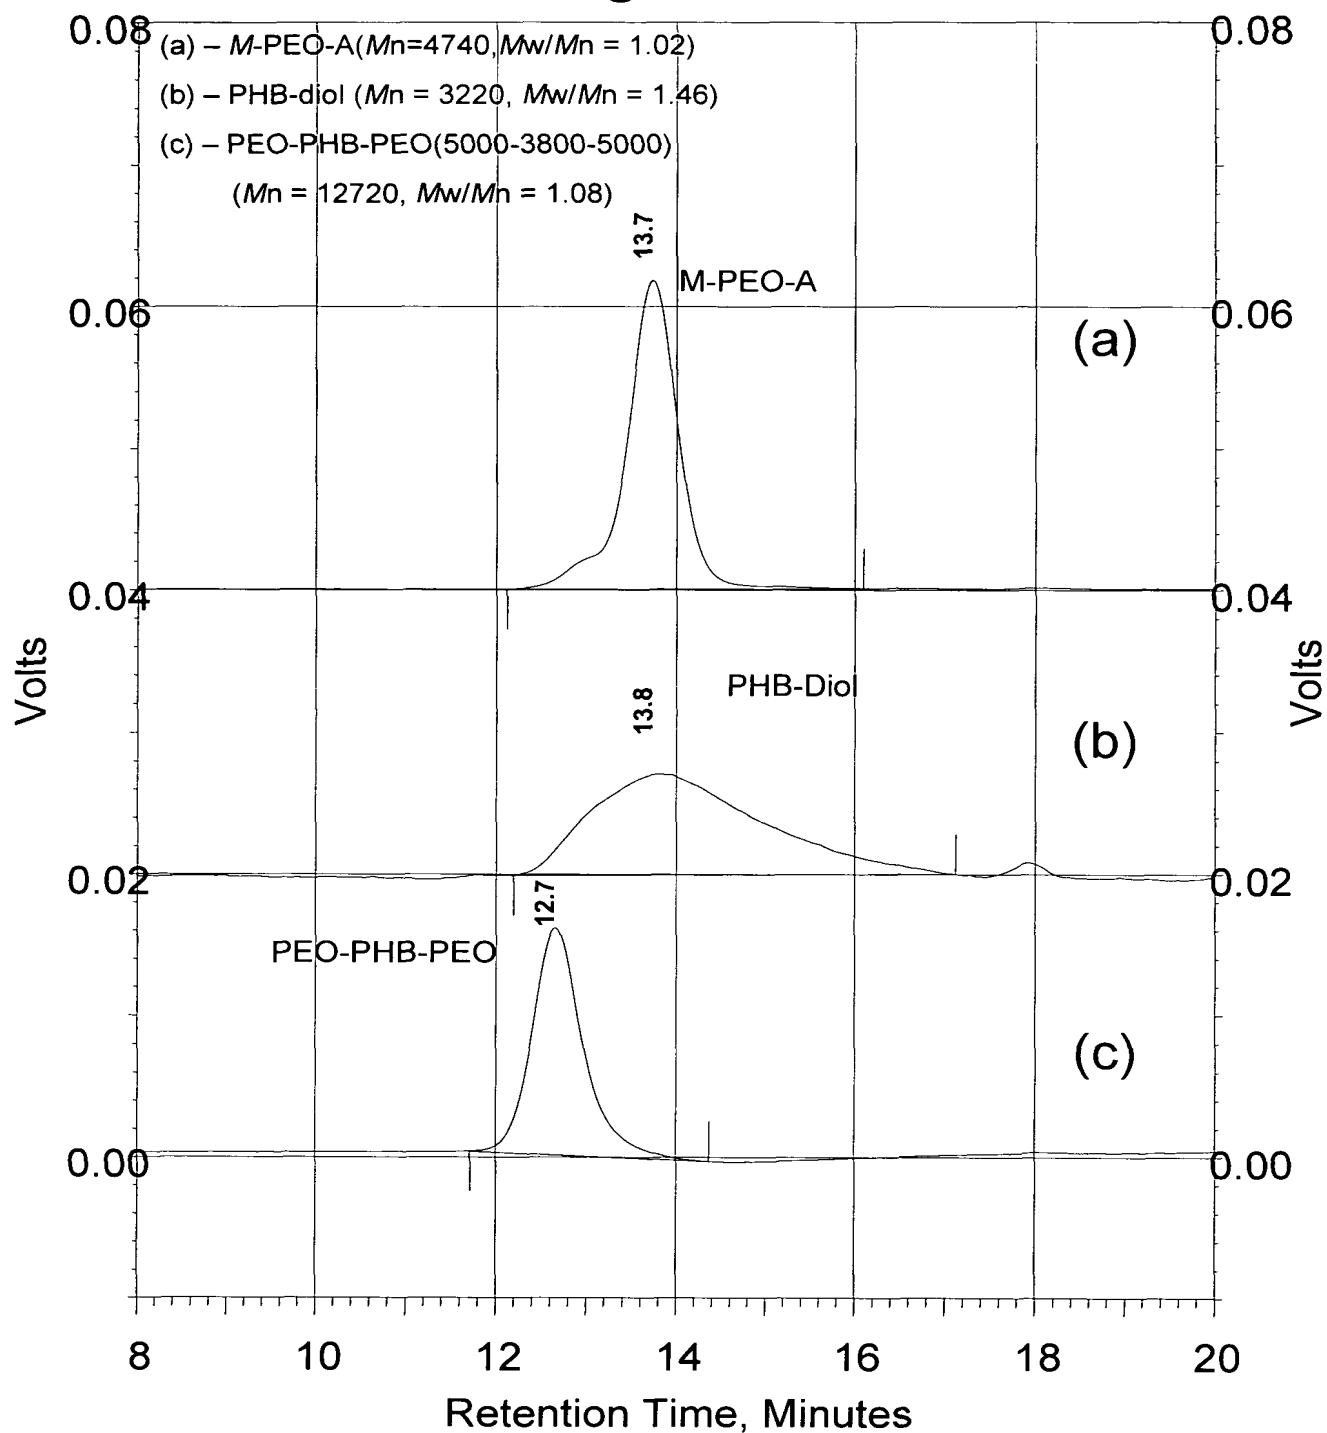 g
0.08 0.08
(a) – M-PEO-A(Mn=4740,Mw/Mn = 1.02)
(b) – PHB-diol (Mn = 3220, Mw/Mn = 1.46)
(c) – PEO-PHB-PEO(5000-3800-5000)
(Mn = 12720, Mw/Mn = 1.08)
13.7
M-PEO-A
0.06 0.06
(a)
0.04 0.04
Volts Volts
PHB-Diol
13.8
(b)
0.02 0.02
12.7
PEO-PHB-PEO
(c)
0.00 0.00
8 10 12 14 16 18 20
Retention Time, Minutes